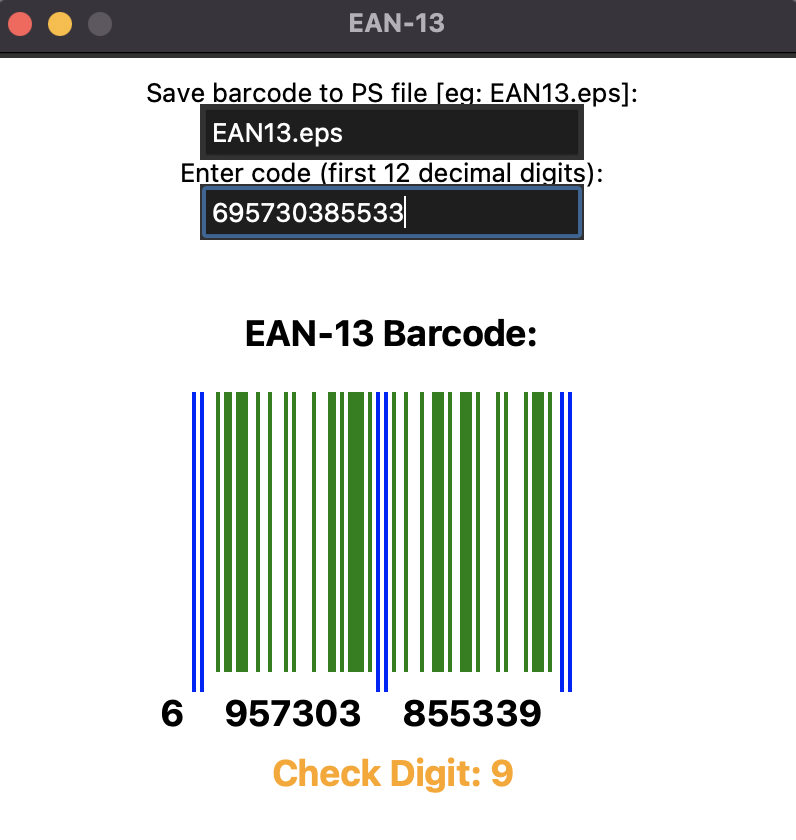 EAN-13
Save barcode to PS file [eg: EAN13.eps]:
EAN13.eps
Enter code (first 12 decimal digits):
695730385533
EAN-13 Barcode:
6 957303 855339
Check Digit: 9